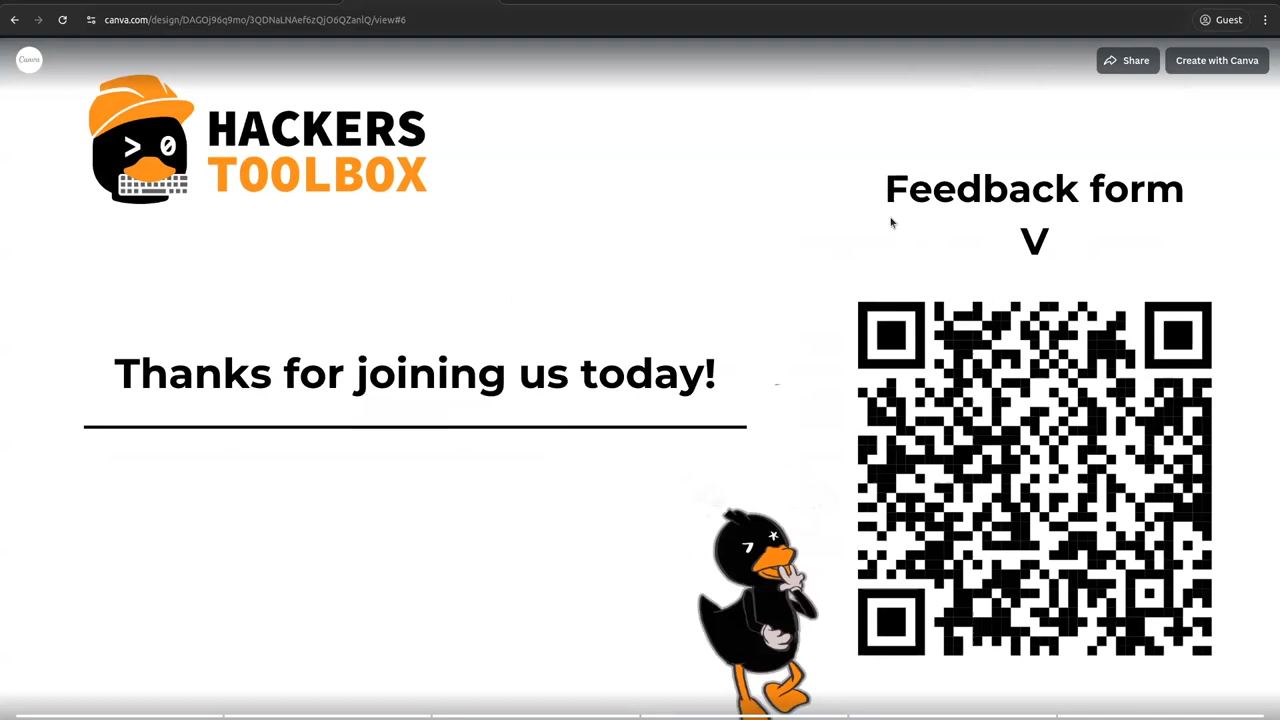 canva.com/design/DAGOj96q9mo/3QDNaLNAef6zQjO6QZanlQ/view#6
Guest
Canva
Share
Create with Canva
> 0
HACKERS
TOOLBOX
Feedback form
V
Thanks for joining us today!